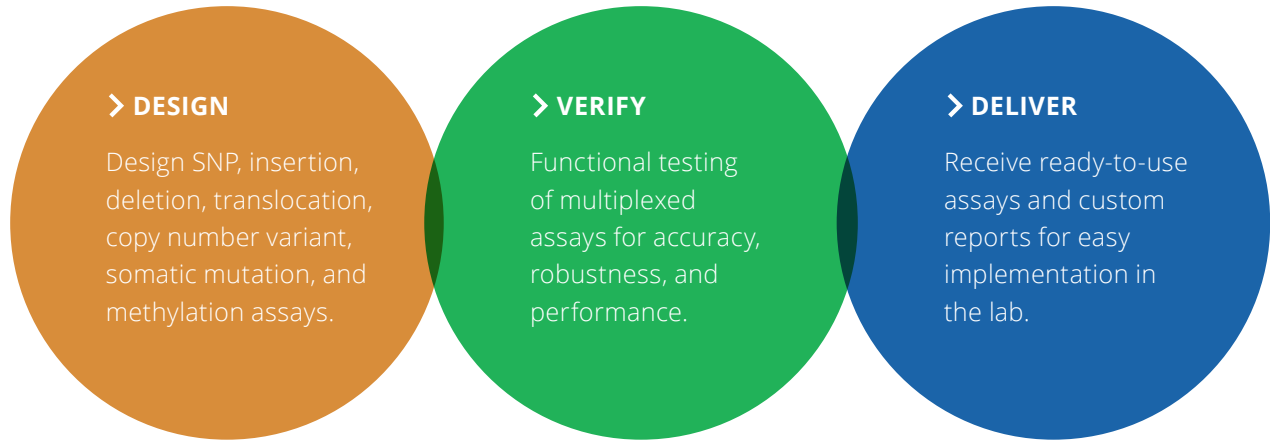 DESIGN
Design SNP, insertion,
deletion, translocation,
copy number variant,
somatic mutation, and
methylation assays.
VERIFY
Functional testing
of multiplexed
assays for accuracy,
robustness, and
performance.
DELIVER
Receive ready-to-use
assays and custom
reports for easy
implementation in
the lab.